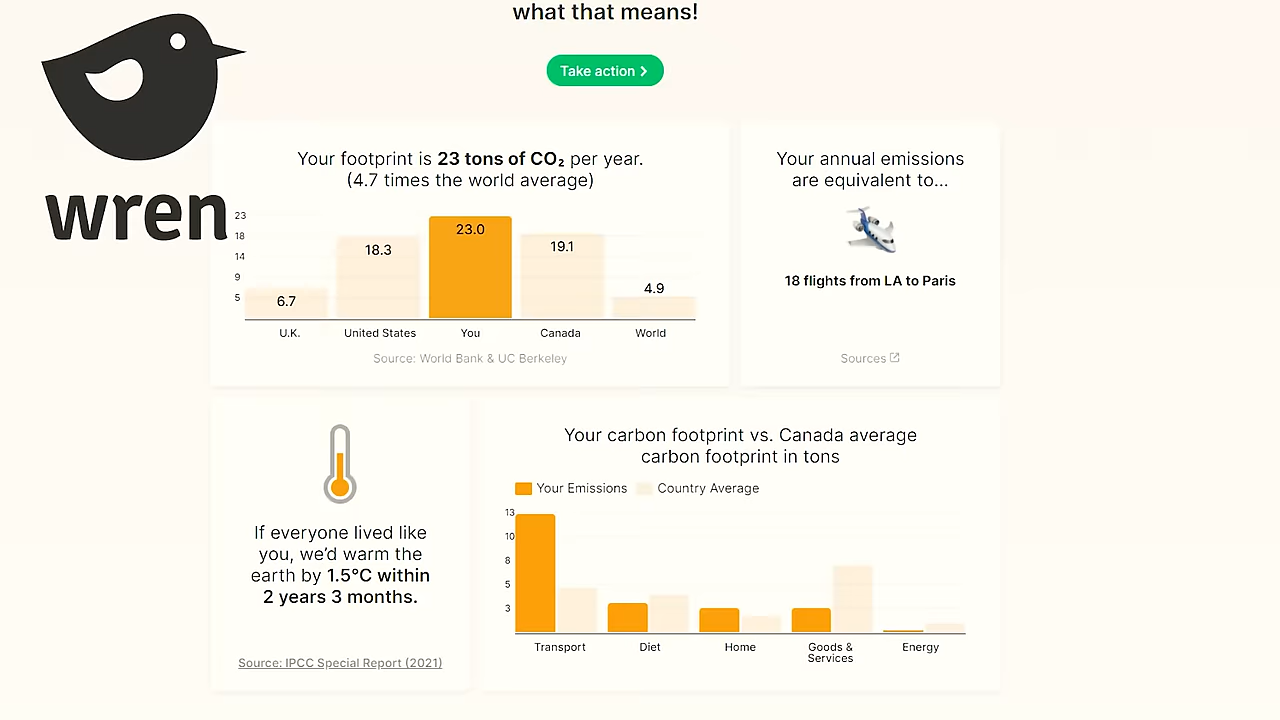 what that means!
Take action
wren
Your footprint is 23 tons of CO₂ per year.
(4.7 times the world average)
23
18
14
9
5
6.7
18.3
23.0
19.1
4.9
U.K.
United States
You
Canada
World
Source: World Bank & UC Berkeley
Your annual emissions
are equivalent to...
18 flights from LA to Paris
Sources
If everyone lived like
you, we'd warm the
earth by 1.5°C within
2 years 3 months.
Source: IPCC Special Report (2021)
Your carbon footprint vs. Canada average
carbon footprint in tons
Your Emissions
Country Average
13
10
8
5
3
Transport
Diet
Home
Goods &
Services
Energy